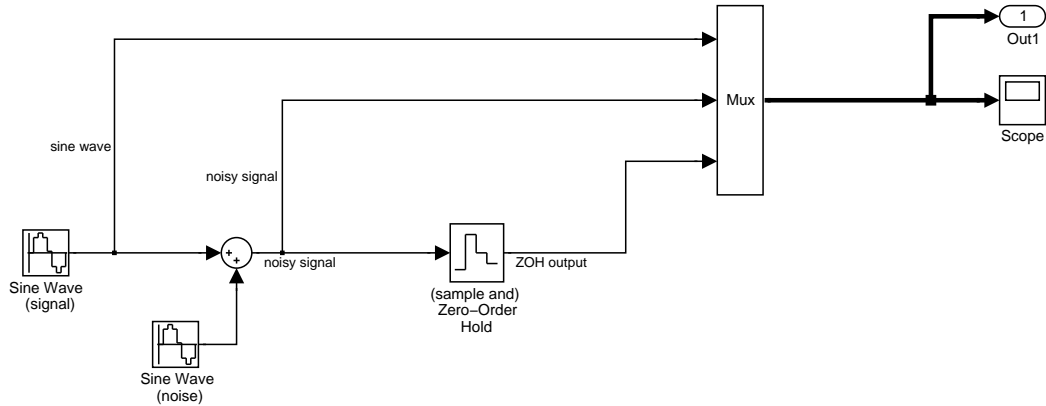 1
Out1
Mux
Scope
sine wave
noisy signal
+
+
noisy signal
ZOH output
Sine Wave
(signal)
(sample and)
Zero−Order
Hold
Sine Wave
(noise)